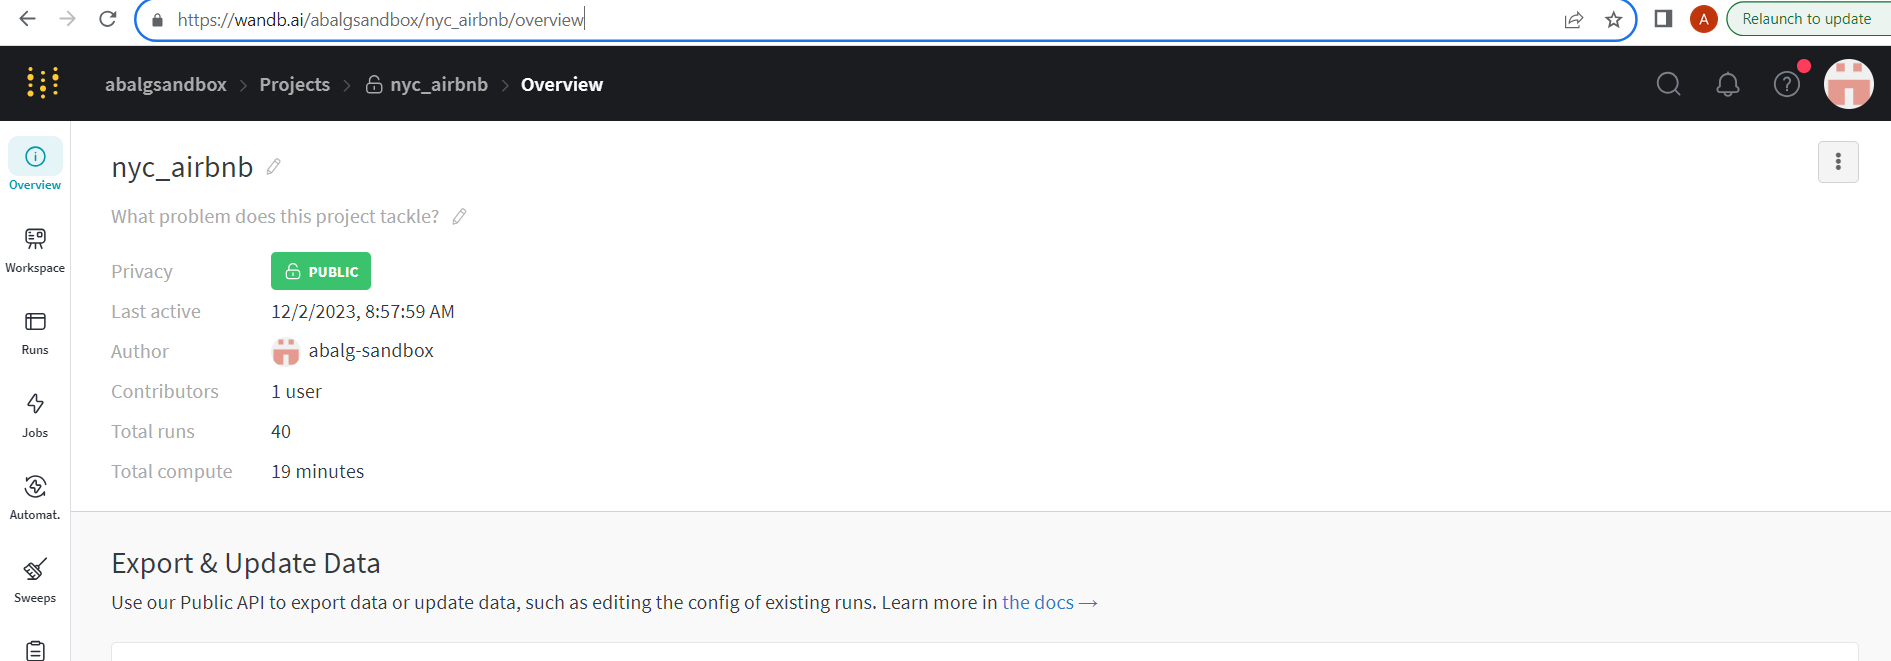 https://wandb.ai/abalgsandbox/nyc_airbnb/overview
A
Relaunch to update
abalgsandbox > Projects > nyc_airbnb > Overview
?
Overview
Workspace
Runs
Jobs
Automat.
Sweeps
nyc_airbnb
What problem does this project tackle?
Privacy PUBLIC
Last active 12/2/2023, 8:57:59 AM
Author abalg-sandbox
Contributors 1 user
Total runs 40
Total compute 19 minutes
Export & Update Data
Use our Public API to export data or update data, such as editing the config of existing runs. Learn more in the docs →